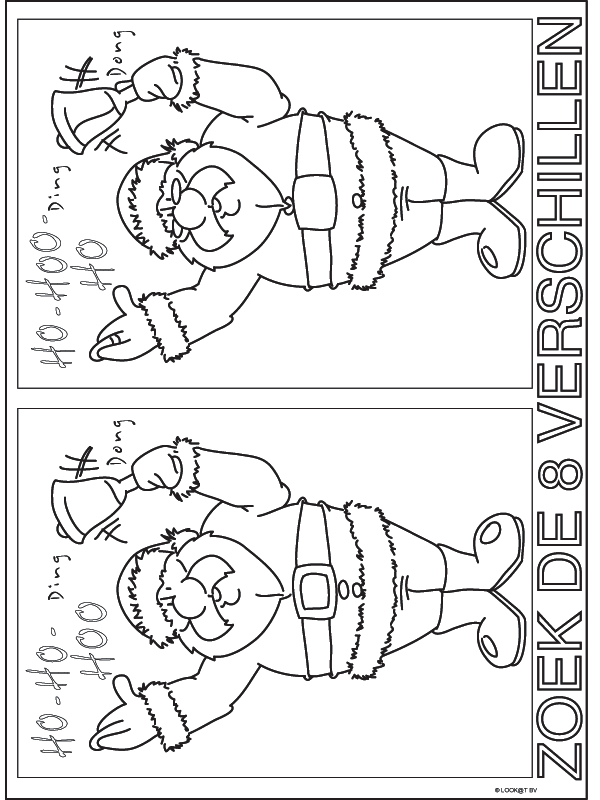 ZOEK DE 8 VERSCHILLEN
HO-HO-
HOO
Ding
Dong
HO-HOO-
HO
Ding
Dong
© LOOK@T BV